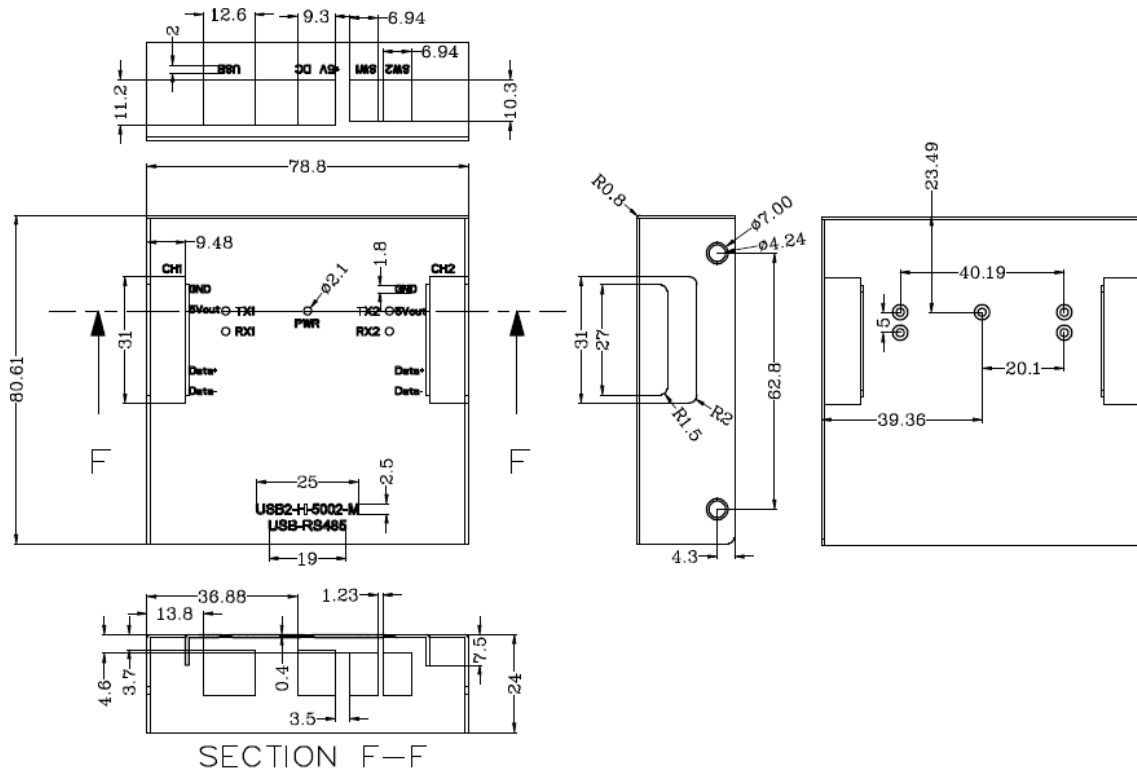 12.6
9.3
6.94
2
6.94
USB
+5V DC
SW1
SW2
11.2
10.3
78.8
9.48
CH1
CH2
GND
1.8
GND
5Vout
TX1
ø2.1
TX2
5Vout
PWR
RX1
RX2
31
80.61
Data+
Data+
Data-
Data-
F
F
25
2.5
USB2-H-5002-M
USB-RS485
19
R0.8
ø7.00
ø4.24
31
27
62.8
R1.5
R2
4.3
23.49
40.19
5
20.1
39.36
36.88
1.23
13.8
4.6
3.7
0.4
7.5
24
3.5
SECTION F-F